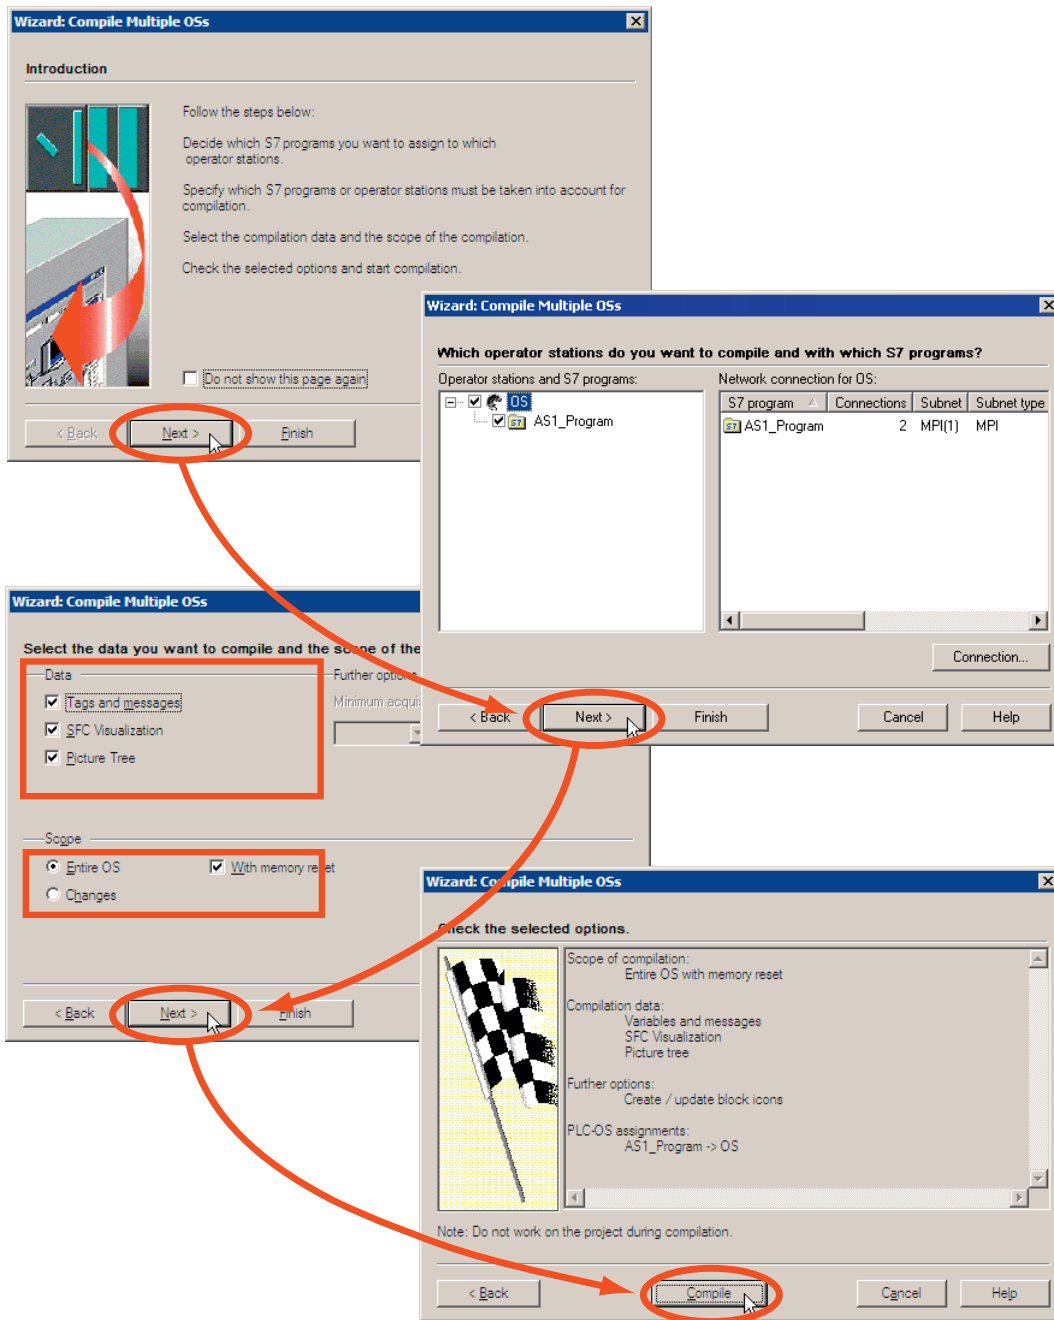 Wizard: Compile Multiple OSs
Introduction
Follow the steps below:
Decide which S7 programs you want to assign to which
operator stations.
Specify which S7 programs or operator stations must be taken into account for
compilation.
Select the compilation data and the scope of the compilation.
Check the selected options and start compilation.
Do not show this page again
< Back
Next >
Finish
Wizard: Compile Multiple OSs
Which operator stations do you want to compile and with which S7 programs?
Operator stations and S7 programs:
OS
AS1_Program
Network connection for OS:
S7 program Connections Subnet Subnet type
AS1_Program 2 MPI(1) MPI
Connection...
< Back
Next >
Finish
Cancel
Help
Wizard: Compile Multiple OSs
Select the data you want to compile and the scope of the
Data
Tags and messages
SFC Visualization
Picture Tree
Further options
Minimum acqui
Scope
Entire OS
With memory reset
Changes
< Back
Next >
Finish
Wizard: Compile Multiple OSs
Check the selected options.
Scope of compilation:
Entire OS with memory reset
Compilation data:
Variables and messages
SFC Visualization
Picture tree
Further options:
Create / update block icons
PLC-OS assignments:
AS1_Program -> OS
Note: Do not work on the project during compilation.
< Back
Compile
Cancel
Help